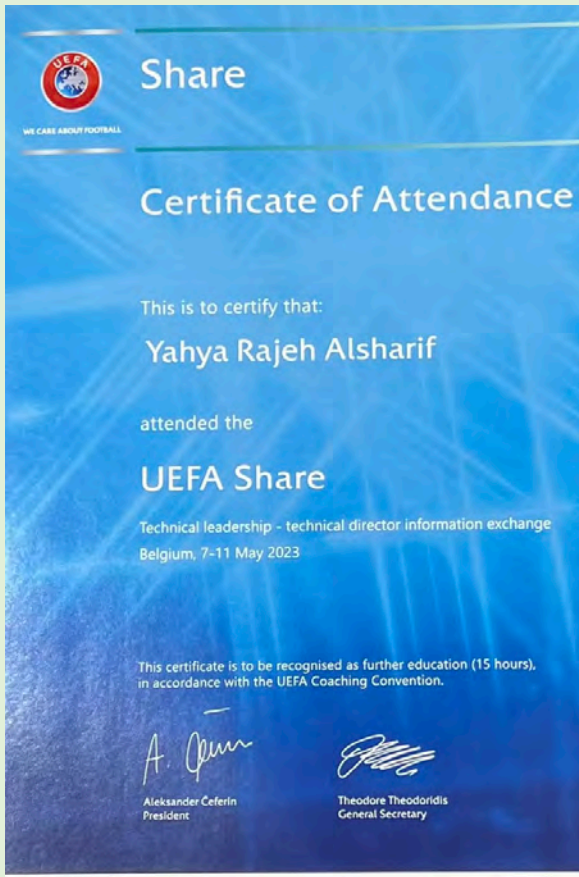 UEFA
WE CARE ABOUT FOOTBALL
Share
Certificate of Attendance
This is to certify that:
Yahya Rajeh Alsharif
attended the
UEFA Share
Technical leadership - technical director information exchange
Belgium, 7-11 May 2023
This certificate is to be recognised as further education (15 hours),
in accordance with the UEFA Coaching Convention.
Aleksander Čeferin
President
Theodore Theodoridis
General Secretary